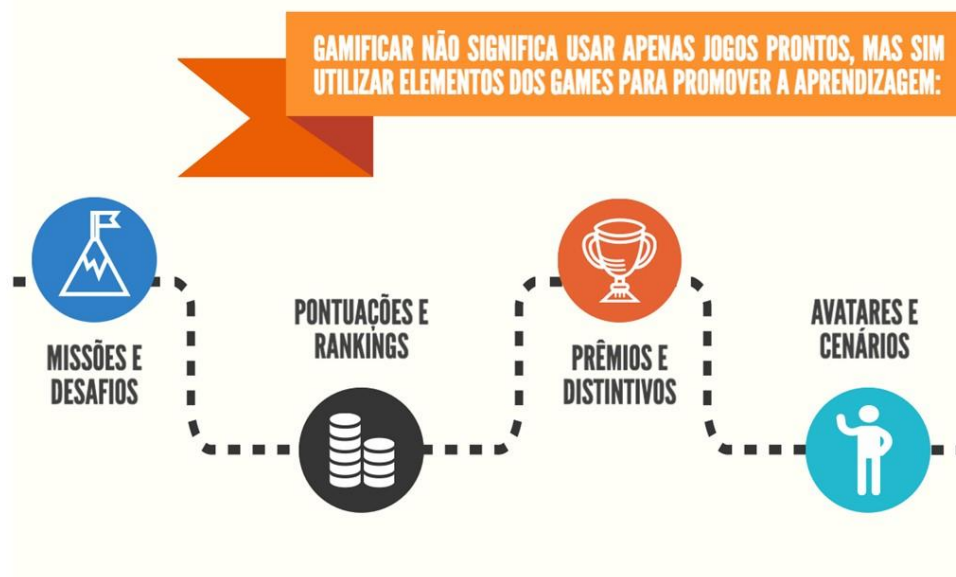 GAMIFICAR NÃO SIGNIFICA USAR APENAS JOGOS PRONTOS, MAS SIM
UTILIZAR ELEMENTOS DOS GAMES PARA PROMOVER A APRENDIZAGEM:
MISSÕES E
DESAFIOS
PONTUAÇÕES E
RANKINGS
PRÊMIOS E
DISTINTIVOS
AVATARES E
CENÁRIOS